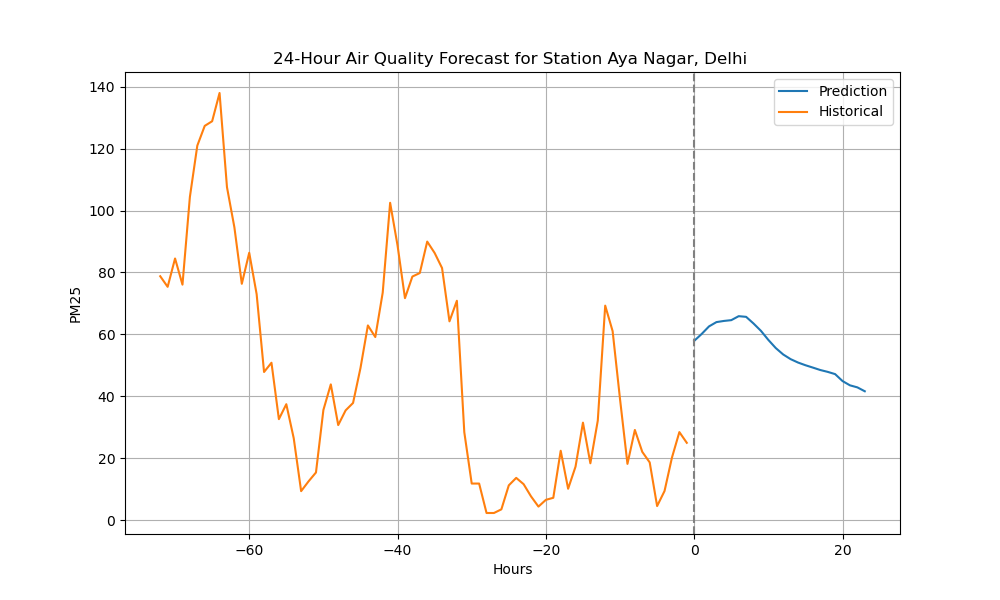 24-Hour Air Quality Forecast for Station Aya Nagar, Delhi
Prediction
Historical
140
120
100
80
60
40
20
0
PM25
−60
−40
−20
0
20
Hours